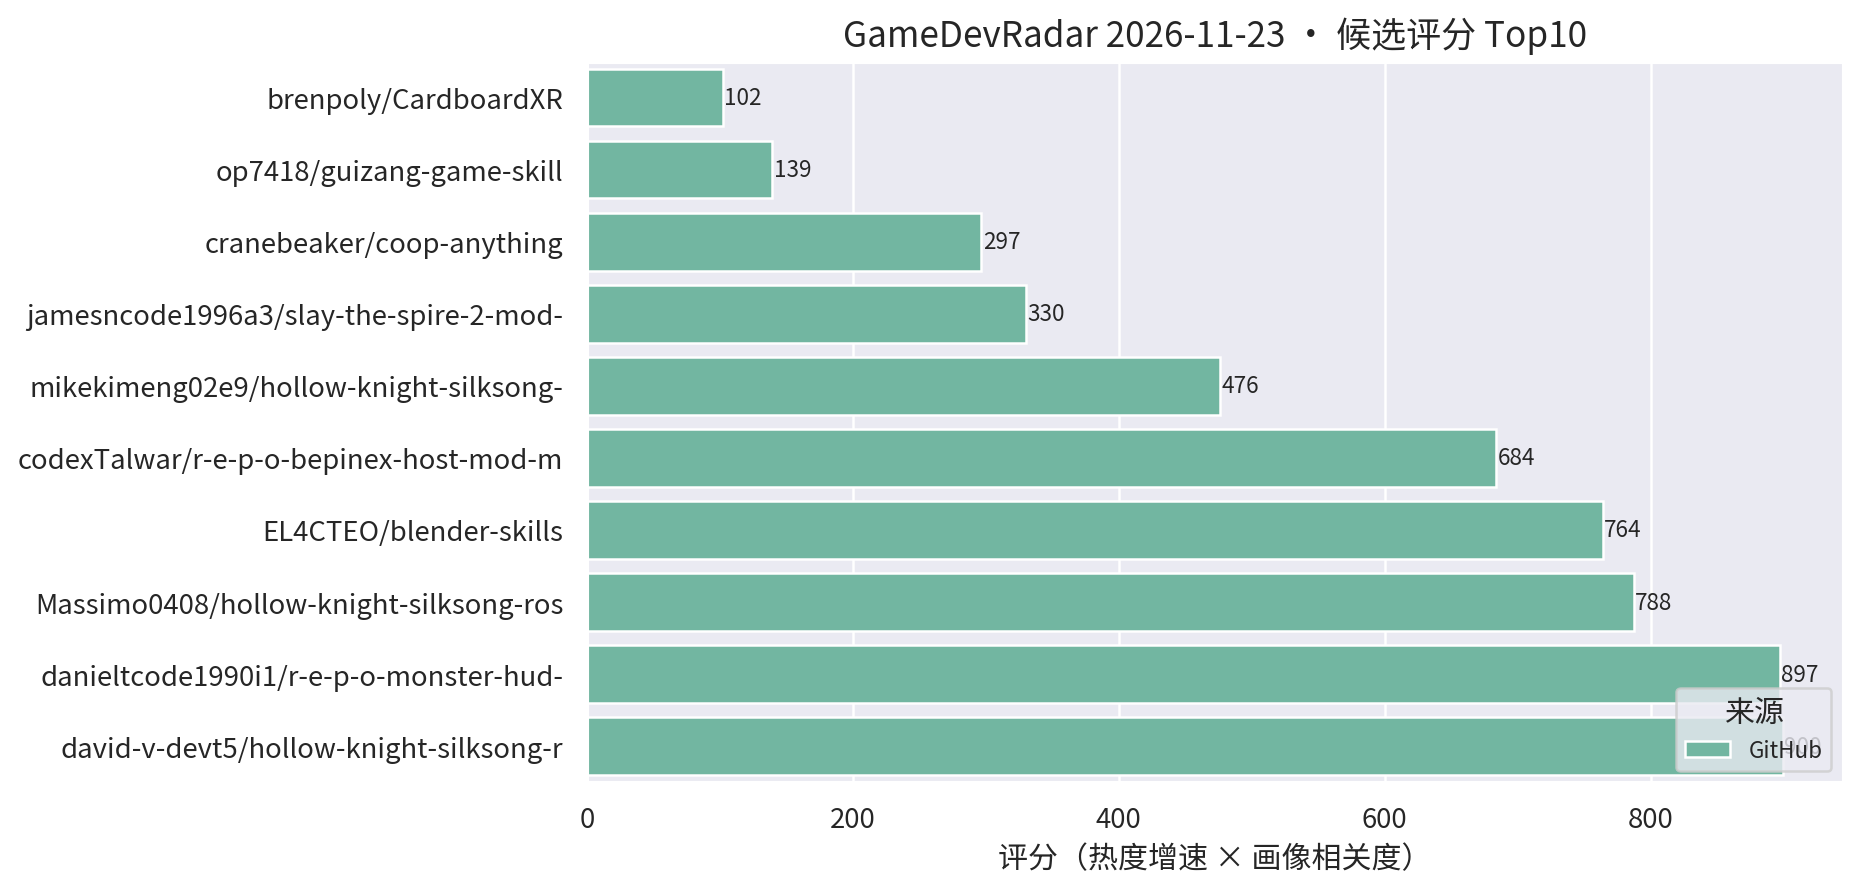 GameDevRadar 2026-11-23 · 候选评分 Top10
brenpoly/CardboardXR 102
op7418/guizang-game-skill 139
cranebeaker/coop-anything 297
jamesncode1996a3/slay-the-spire-2-mod- 330
mikekimeng02e9/hollow-knight-silksong- 476
codexTalwar/r-e-p-o-bepinex-host-mod-m 684
EL4CTEO/blender-skills 764
Massimo0408/hollow-knight-silksong-ros 788
danieltcode1990i1/r-e-p-o-monster-hud- 897
david-v-devt5/hollow-knight-silksong-r
来源
GitHub
0 200 400 600 800
评分（热度增速 × 画像相关度）